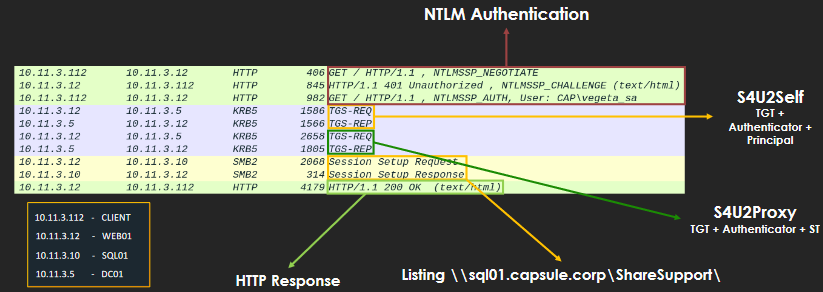 NTLM Authentication
10.11.3.112 10.11.3.12 HTTP 406 GET / HTTP/1.1 , NTLMSSP_NEGOTIATE
10.11.3.12 10.11.3.112 HTTP 845 HTTP/1.1 401 Unauthorized , NTLMSSP_CHALLENGE (text/html)
10.11.3.112 10.11.3.12 HTTP 982 GET / HTTP/1.1 , NTLMSSP_AUTH, User: CAP\vegeta_sa
10.11.3.12 10.11.3.5 KRB5 1506 TGS-REQ
10.11.3.5 10.11.3.12 KRB5 1566 TGS-REP
10.11.3.12 10.11.3.5 KRB5 2658 TGS-REQ
10.11.3.5 10.11.3.12 KRB5 1005 TGS-REP
10.11.3.12 10.11.3.10 SMB2 2068 Session Setup Request
10.11.3.10 10.11.3.12 SMB2 314 Session Setup Response
10.11.3.12 10.11.3.112 HTTP 4179 HTTP/1.1 200 OK (text/html)
S4U2Self
TGT +
Authenticator +
Principal
S4U2Proxy
TGT + Authenticator + ST
10.11.3.112 - CLIENT
10.11.3.12 - WEB01
10.11.3.10 - SQL01
10.11.3.5 - DC01
HTTP Response
Listing \\sql01.capsule.corp\ShareSupport\